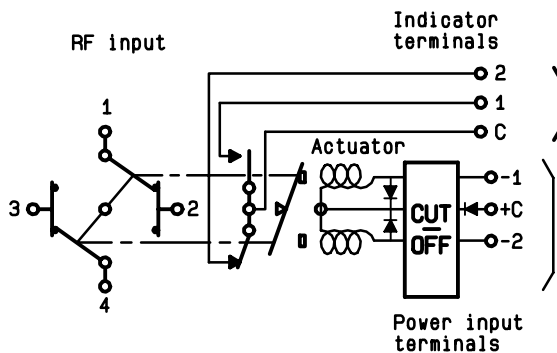 Indicator
terminals
RF input
2
1
C
1
Actuator
3
2
4
CUT
-
OFF
-1
+C
-2
Power input
terminals